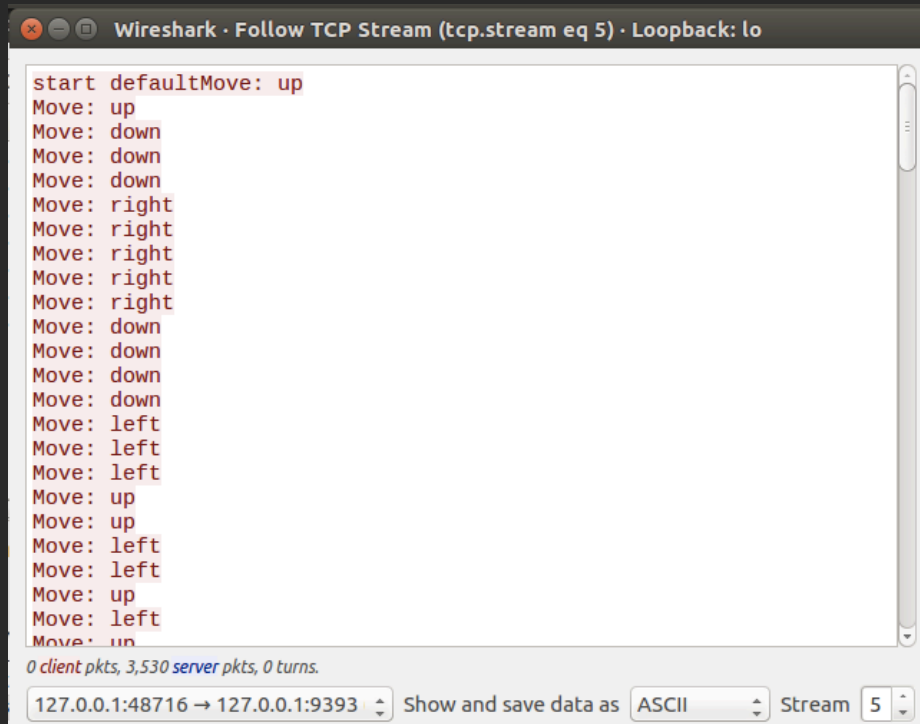 Wireshark · Follow TCP Stream (tcp.stream eq 5) · Loopback: lo
start defaultMove: up
Move: up
Move: down
Move: down
Move: down
Move: right
Move: right
Move: right
Move: right
Move: right
Move: down
Move: down
Move: down
Move: down
Move: left
Move: left
Move: left
Move: up
Move: up
Move: left
Move: left
Move: up
Move: left
Move: up
0 client pkts, 3,530 server pkts, 0 turns.
127.0.0.1:48716 → 127.0.0.1:9393 Show and save data as ASCII Stream 5